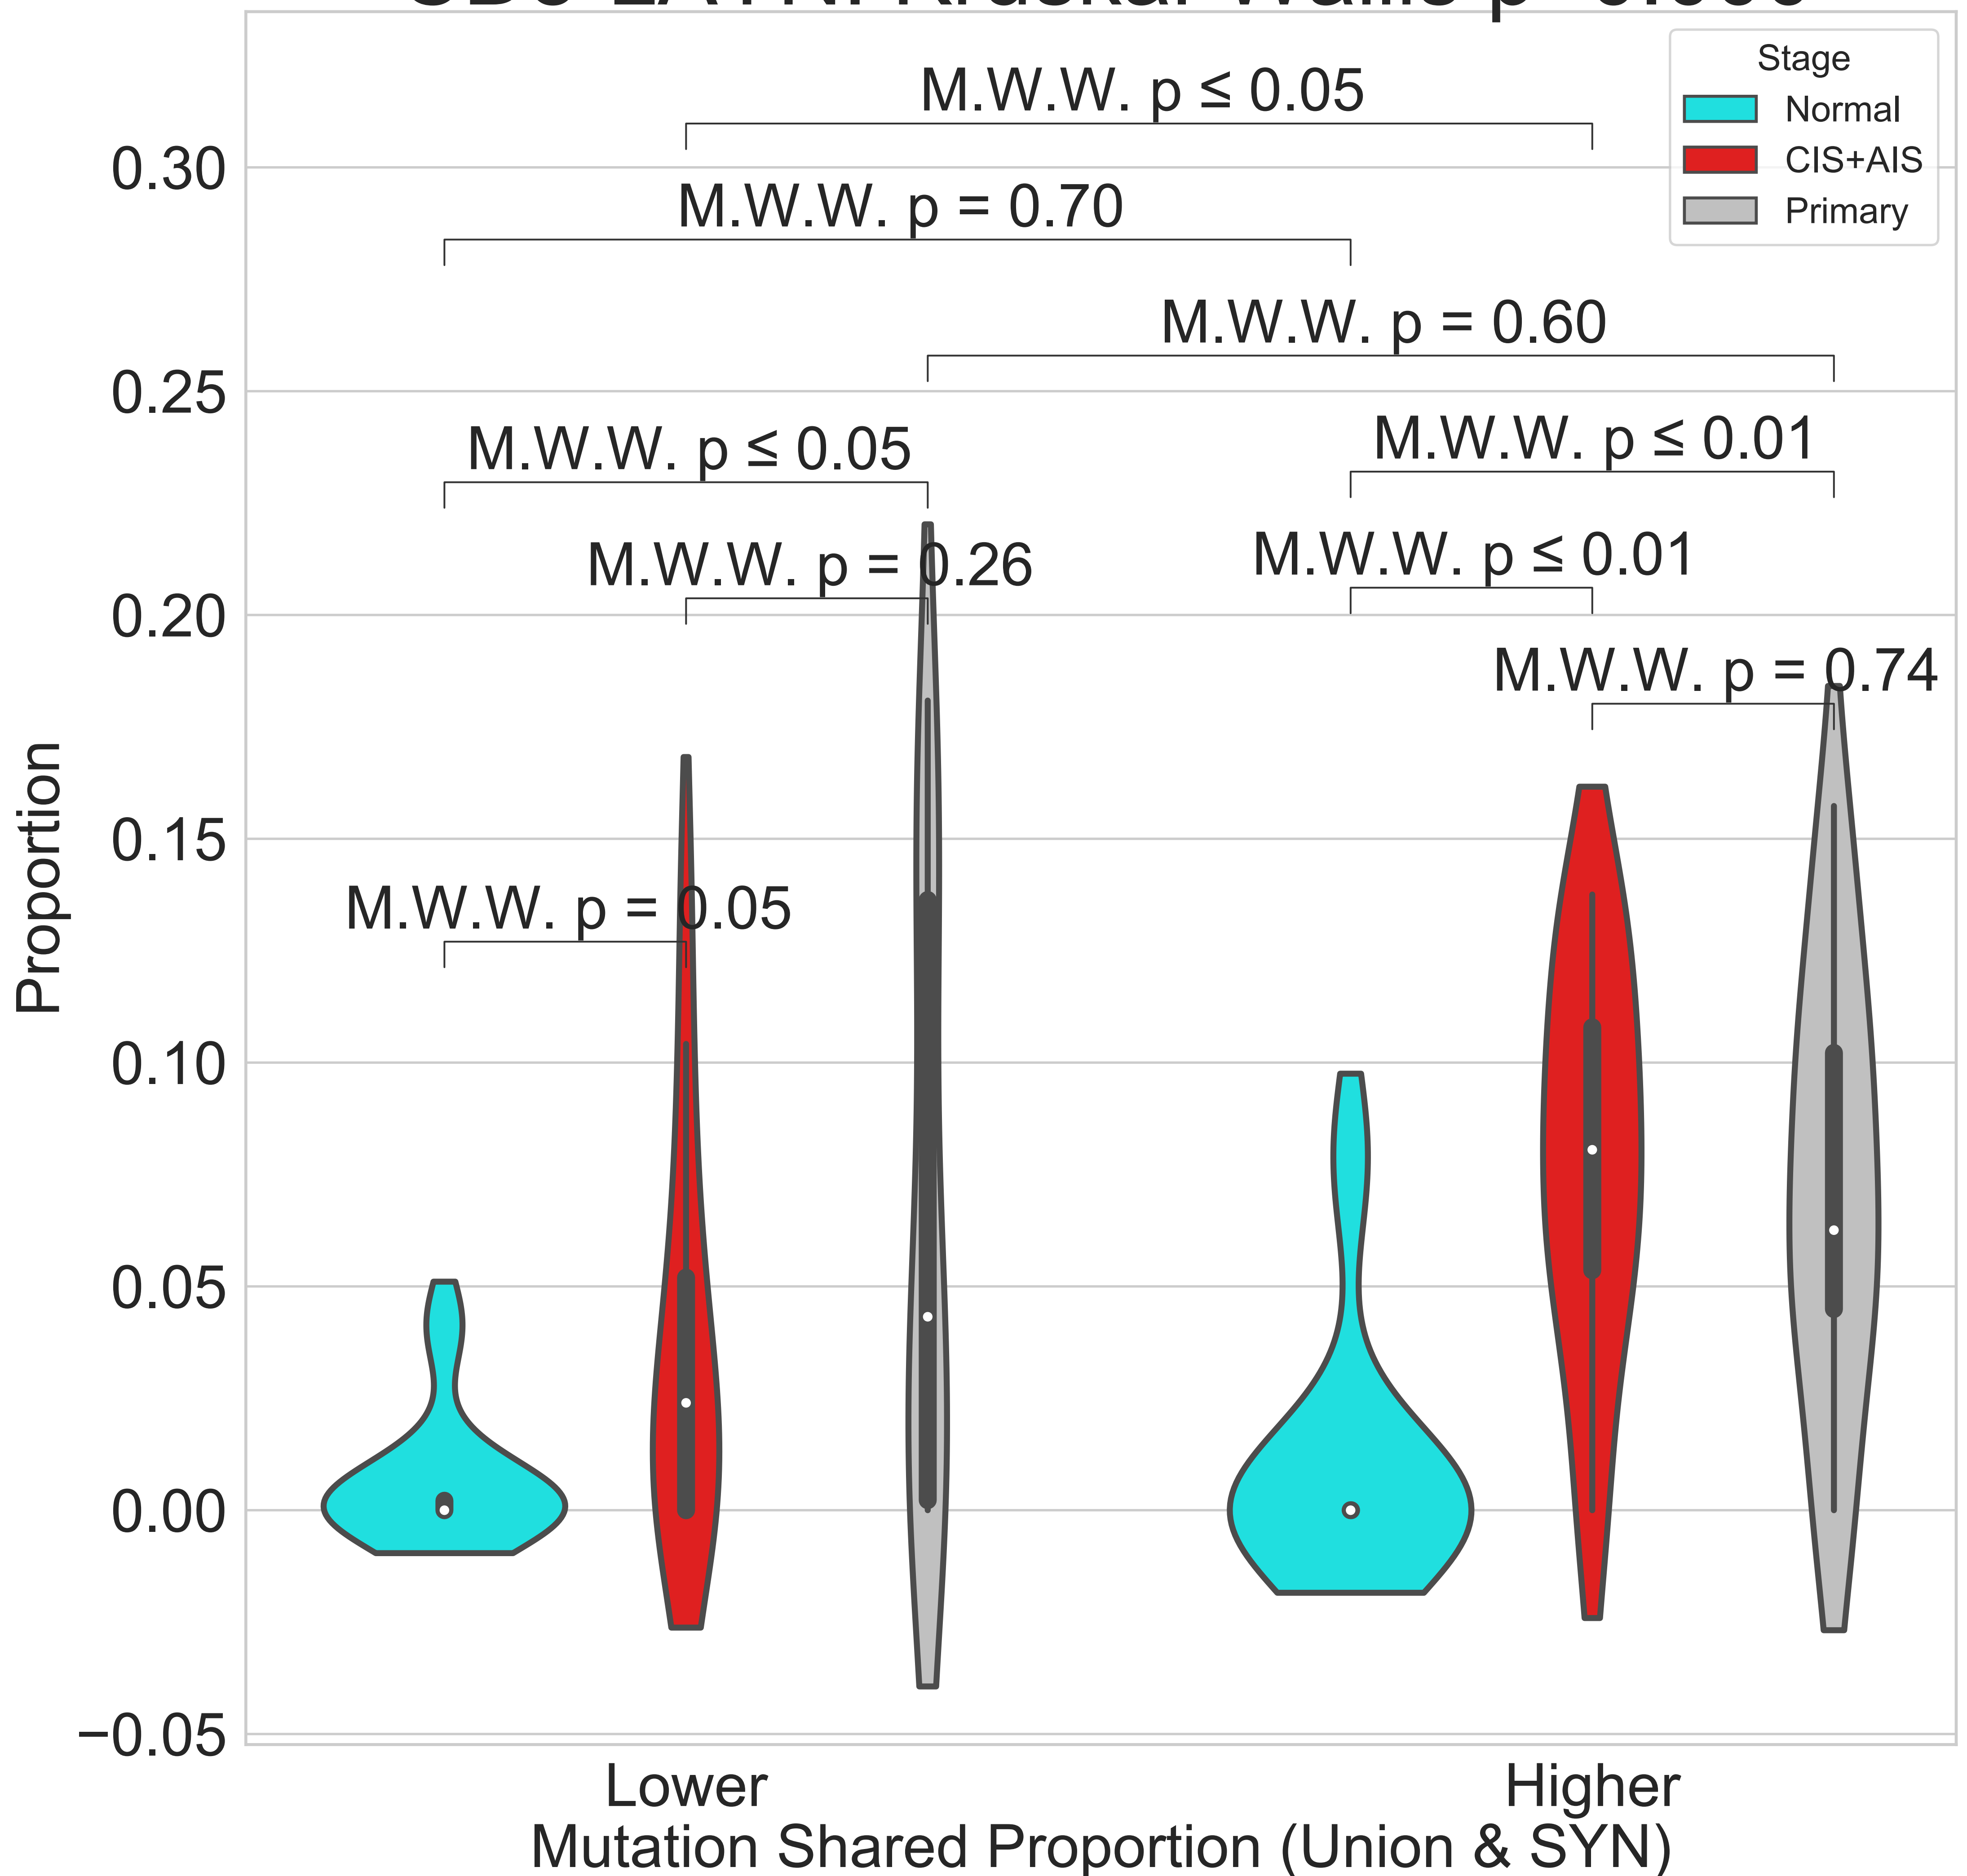 Stage
Normal
CIS+AIS
Primary
M.W.W. p ≤ 0.05
M.W.W. p = 0.70
M.W.W. p = 0.60
M.W.W. p ≤ 0.05
M.W.W. p ≤ 0.01
M.W.W. p = 0.26
M.W.W. p ≤ 0.01
M.W.W. p = 0.74
M.W.W. p = 0.05
0.30
0.25
0.20
0.15
0.10
0.05
0.00
−0.05
Proportion
Lower
Higher
Mutation Shared Proportion (Union & SYN)